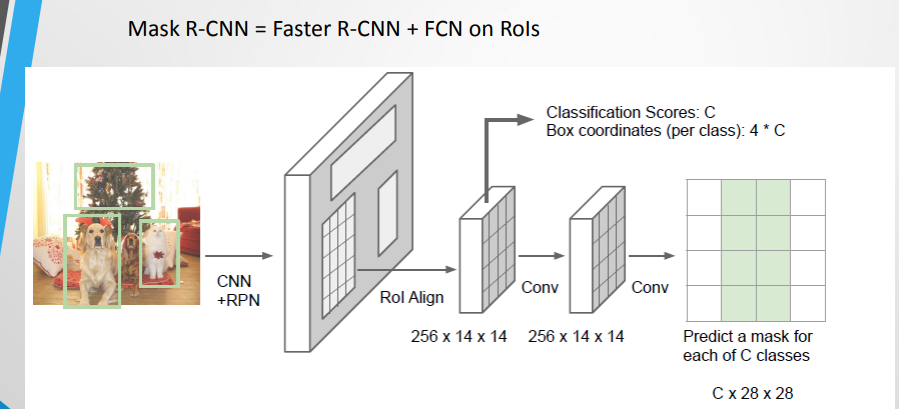 Mask R-CNN = Faster R-CNN + FCN on RoIs
Classification Scores: C
Box coordinates (per class): 4 * C
CNN
+RPN
RoI Align
Conv
Conv
256 x 14 x 14
256 x 14 x 14
Predict a mask for
each of C classes
C x 28 x 28